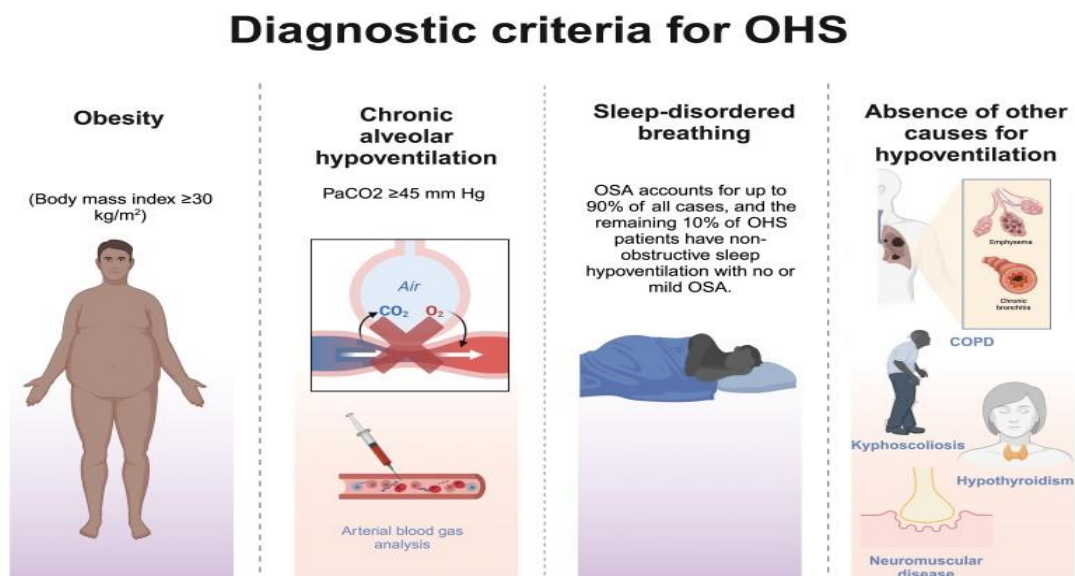 Diagnostic criteria for OHS
Obesity
(Body mass index ≥30
kg/m²)
Chronic
alveolar
hypoventilation
PaCO2 ≥45 mm Hg
Air
CO₂ O₂
Arterial blood gas
analysis
Sleep-disordered
breathing
OSA accounts for up to
90% of all cases, and the
remaining 10% of OHS
patients have non-
obstructive sleep
hypoventilation with no or
mild OSA.
Absence of other
causes for
hypoventilation
Emphysema
Chronic
bronchitis
COPD
Kyphoscoliosis
Hypothyroidism
Neuromuscular
disease